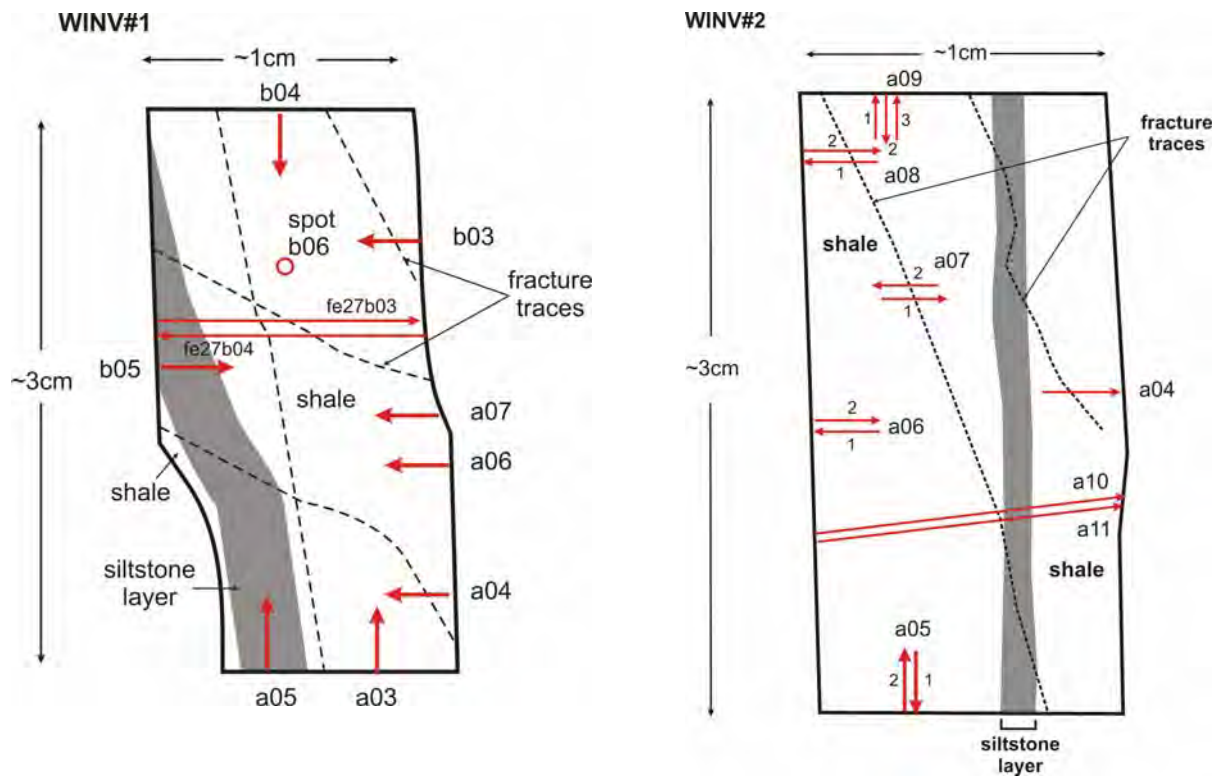 WINV#1
~1cm
b04
spot
b06
b03
fracture
traces
fe27b03
fe27b04
b05
~3cm
shale
a07
a06
shale
siltstone
layer
a04
a05
a03
WINV#2
~1cm
a09
1
3
2
2
1
a08
fracture
traces
shale
a07
2
1
~3cm
a04
2
a06
1
a10
a11
shale
a05
2
1
siltstone
layer